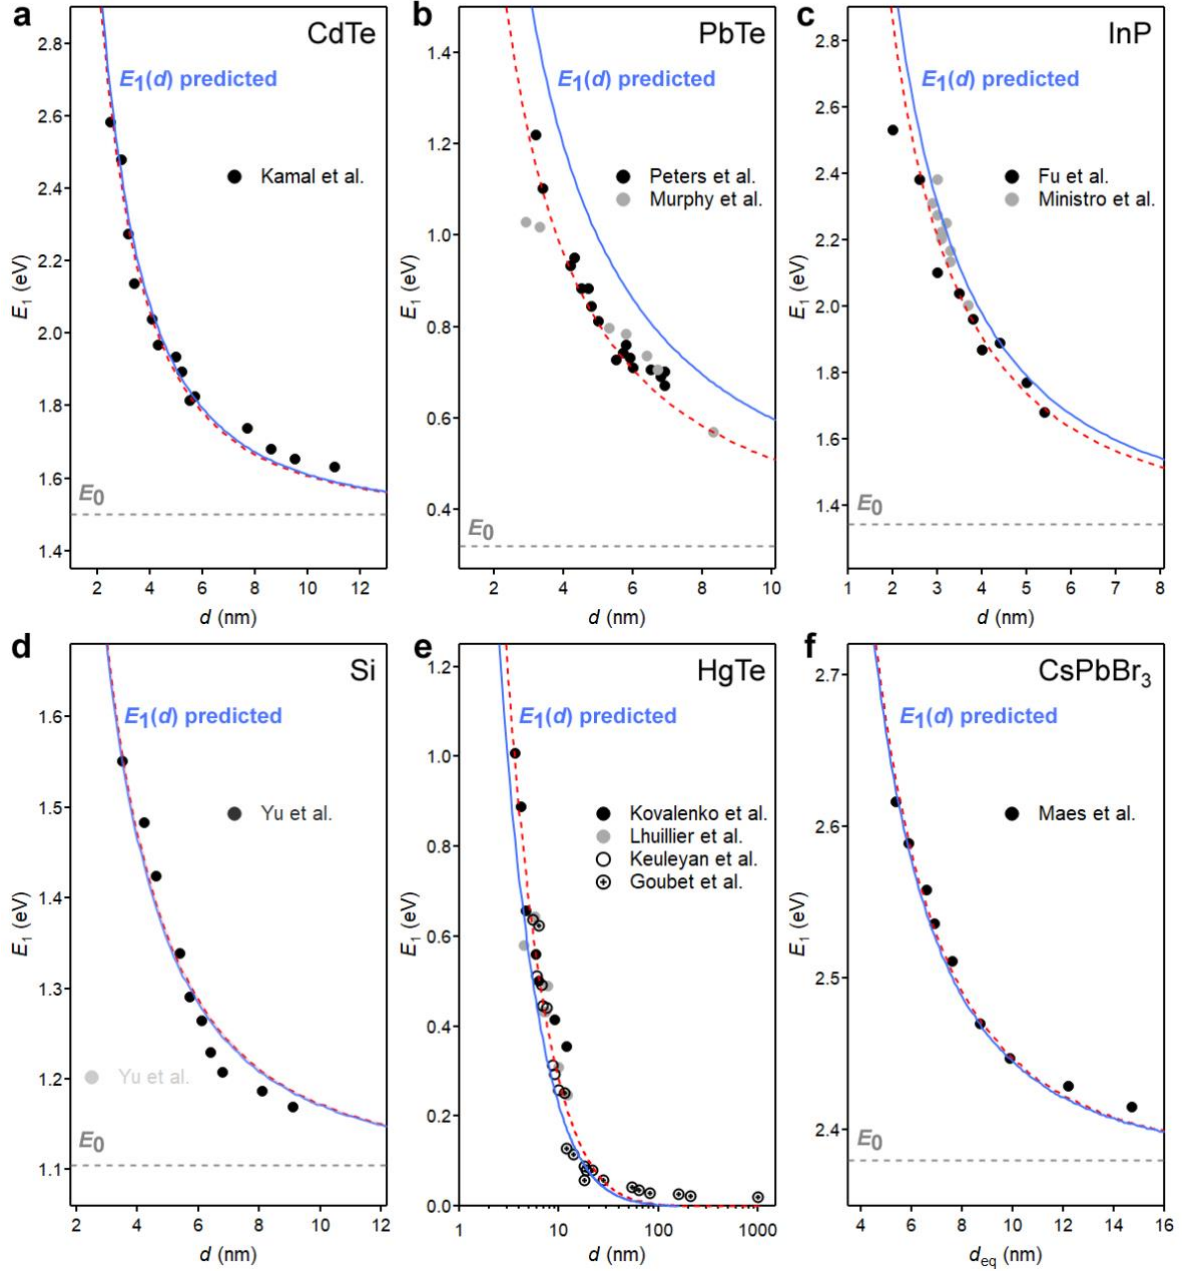 a
CdTe
E1(d) predicted
Kamal et al.
E0
E1 (eV)
2.8
2.6
2.4
2.2
2.0
1.8
1.6
1.4
2 4 6 8 10 12
d (nm)
b
PbTe
E1(d) predicted
Peters et al.
Murphy et al.
E0
E1 (eV)
1.4
1.2
1.0
0.8
0.6
0.4
2 4 6 8 10
d (nm)
c
InP
E1(d) predicted
Fu et al.
Ministro et al.
E0
E1 (eV)
2.8
2.6
2.4
2.2
2.0
1.8
1.6
1.4
1 2 3 4 5 6 7 8
d (nm)
d
Si
E1(d) predicted
Yu et al.
Yu et al.
E0
E1 (eV)
1.6
1.5
1.4
1.3
1.2
1.1
2 4 6 8 10 12
d (nm)
e
HgTe
E1(d) predicted
Kovalenko et al.
Lhuillier et al.
Keuleyan et al.
Goubet et al.
E1 (eV)
1.2
1.0
0.8
0.6
0.4
0.2
0.0
1 10 100 1000
d (nm)
f
CsPbBr3
E1(d) predicted
Maes et al.
E0
E1 (eV)
2.7
2.6
2.5
2.4
4 6 8 10 12 14 16
deq (nm)